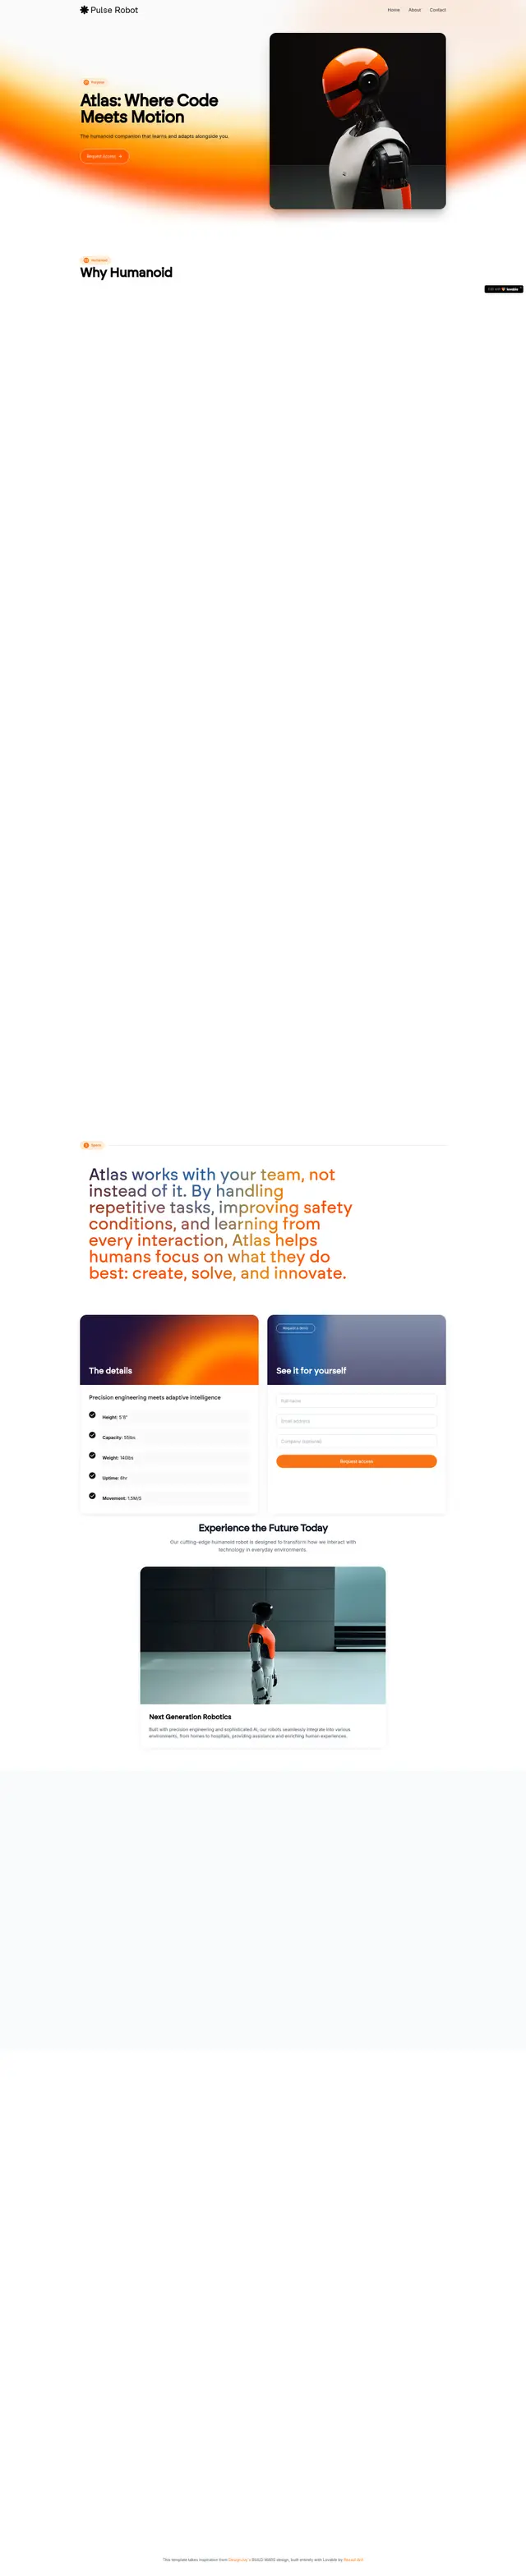 Pulse Robot
Home
About
Contact
Purpose
Atlas: Where Code
Meets Motion
The humanoid companion that learns and adapts alongside you.
Request access →
Humanoid
Why Humanoid
Edit with lovable
Specs
Atlas works with your team, not
instead of it. By handling
repetitive tasks, improving safety
conditions, and learning from
every interaction, Atlas helps
humans focus on what they do
best: create, solve, and innovate.
The details
Precision engineering meets adaptive intelligence
Height: 5'6"
Capacity: 55lbs
Weight: 140lbs
Uptime: 6hr
Movement: 1.5M/S
Request a demo
See it for yourself
Full name
Email address
Company (optional)
Request access
Experience the Future Today
Our cutting-edge humanoid robot is designed to transform how we interact with
technology in everyday environments.
Next Generation Robotics
Built with precision engineering and sophisticated AI, our robots seamlessly integrate into various
environments, from homes to hospitals, providing assistance and enriching human experiences.
This template takes inspiration from
design, built entirely with Lovable by